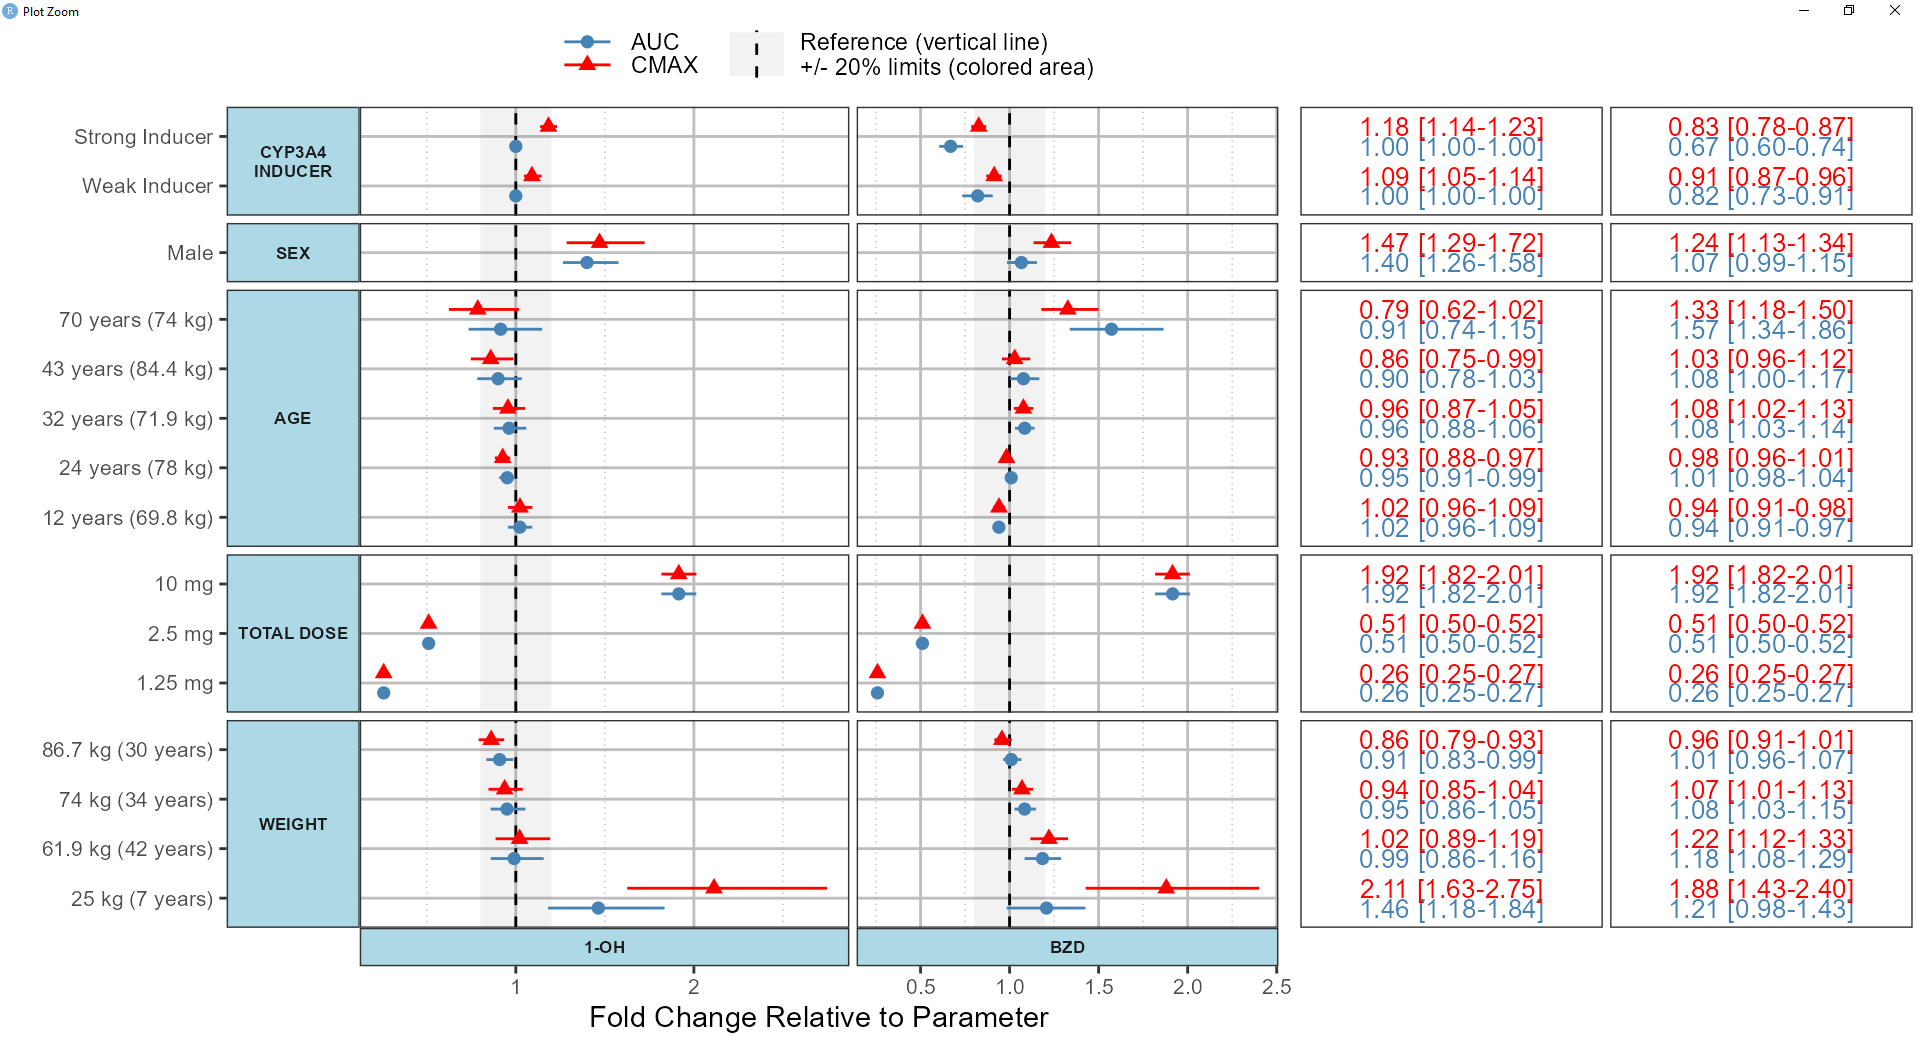 Plot Zoom
AUC
CMAX
Reference (vertical line)
+/- 20% limits (colored area)
Strong Inducer
Weak Inducer
CYP3A4
INDUCER
1.18 [1.14-1.23]
1.00 [1.00-1.00]
1.09 [1.05-1.14]
1.00 [1.00-1.00]
0.83 [0.78-0.87]
0.67 [0.60-0.74]
0.91 [0.87-0.96]
0.82 [0.73-0.91]
Male
SEX
1.47 [1.29-1.72]
1.40 [1.26-1.58]
1.24 [1.13-1.34]
1.07 [0.99-1.15]
70 years (74 kg)
43 years (84.4 kg)
32 years (71.9 kg)
24 years (78 kg)
12 years (69.8 kg)
AGE
0.79 [0.62-1.02]
0.91 [0.74-1.15]
0.86 [0.75-0.99]
0.90 [0.78-1.03]
0.96 [0.87-1.05]
0.96 [0.88-1.06]
0.93 [0.88-0.97]
0.95 [0.91-0.99]
1.02 [0.96-1.09]
1.02 [0.96-1.09]
1.33 [1.18-1.50]
1.57 [1.34-1.86]
1.03 [0.96-1.12]
1.08 [1.00-1.17]
1.08 [1.02-1.13]
1.08 [1.03-1.14]
0.98 [0.96-1.01]
1.01 [0.98-1.04]
0.94 [0.91-0.98]
0.94 [0.91-0.97]
10 mg
2.5 mg
1.25 mg
TOTAL DOSE
1.92 [1.82-2.01]
1.92 [1.82-2.01]
0.51 [0.50-0.52]
0.51 [0.50-0.52]
0.26 [0.25-0.27]
0.26 [0.25-0.27]
1.92 [1.82-2.01]
1.92 [1.82-2.01]
0.51 [0.50-0.52]
0.51 [0.50-0.52]
0.26 [0.25-0.27]
0.26 [0.25-0.27]
86.7 kg (30 years)
74 kg (34 years)
61.9 kg (42 years)
25 kg (7 years)
WEIGHT
0.86 [0.79-0.93]
0.91 [0.83-0.99]
0.94 [0.85-1.04]
0.95 [0.86-1.05]
1.02 [0.89-1.19]
0.99 [0.86-1.16]
2.11 [1.63-2.75]
1.46 [1.18-1.84]
0.96 [0.91-1.01]
1.01 [0.96-1.07]
1.07 [1.01-1.13]
1.08 [1.03-1.15]
1.22 [1.12-1.33]
1.18 [1.08-1.29]
1.88 [1.43-2.40]
1.21 [0.98-1.43]
1-OH
BZD
1
2
0.5
1.0
1.5
2.0
2.5
Fold Change Relative to Parameter